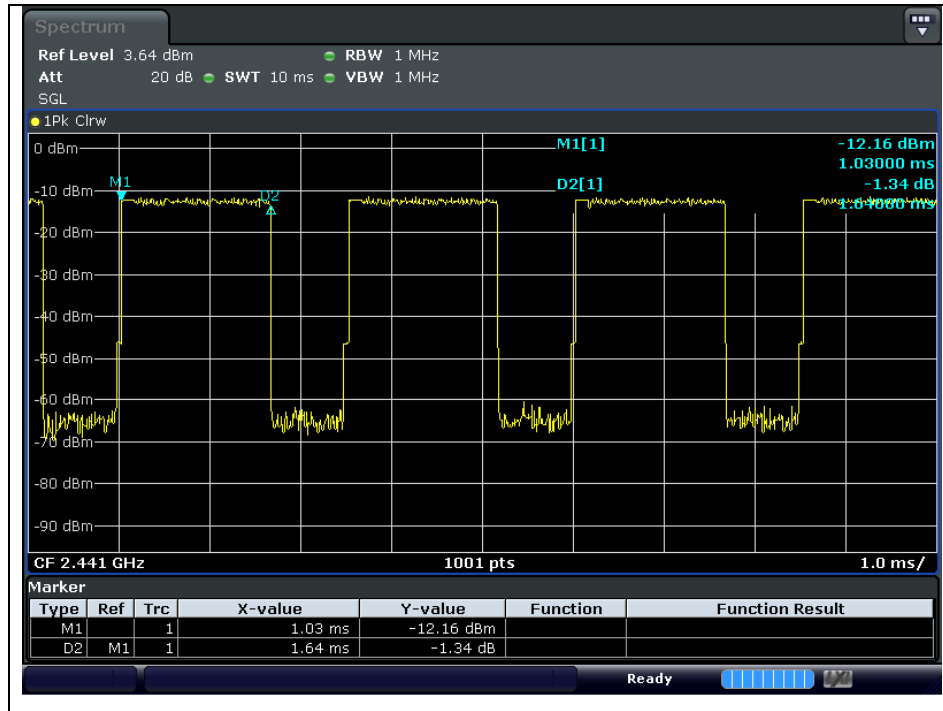 Spectrum
Ref Level 3.64 dBm RBW 1 MHz
Att 20 dB SWT 10 ms VBW 1 MHz
SGL
1Pk Clrw
M1[1] -12.16 dBm
1.03000 ms
D2[1] -1.34 dB
1.64000 ms
0 dBm
M1
D2
-10 dBm
-20 dBm
-30 dBm
-40 dBm
-50 dBm
-60 dBm
-70 dBm
-80 dBm
-90 dBm
CF 2.441 GHz 1001 pts 1.0 ms/
Marker
Type Ref Trc X-value Y-value Function Function Result
M1 1 1.03 ms -12.16 dBm
D2 M1 1 1.64 ms -1.34 dB
Ready